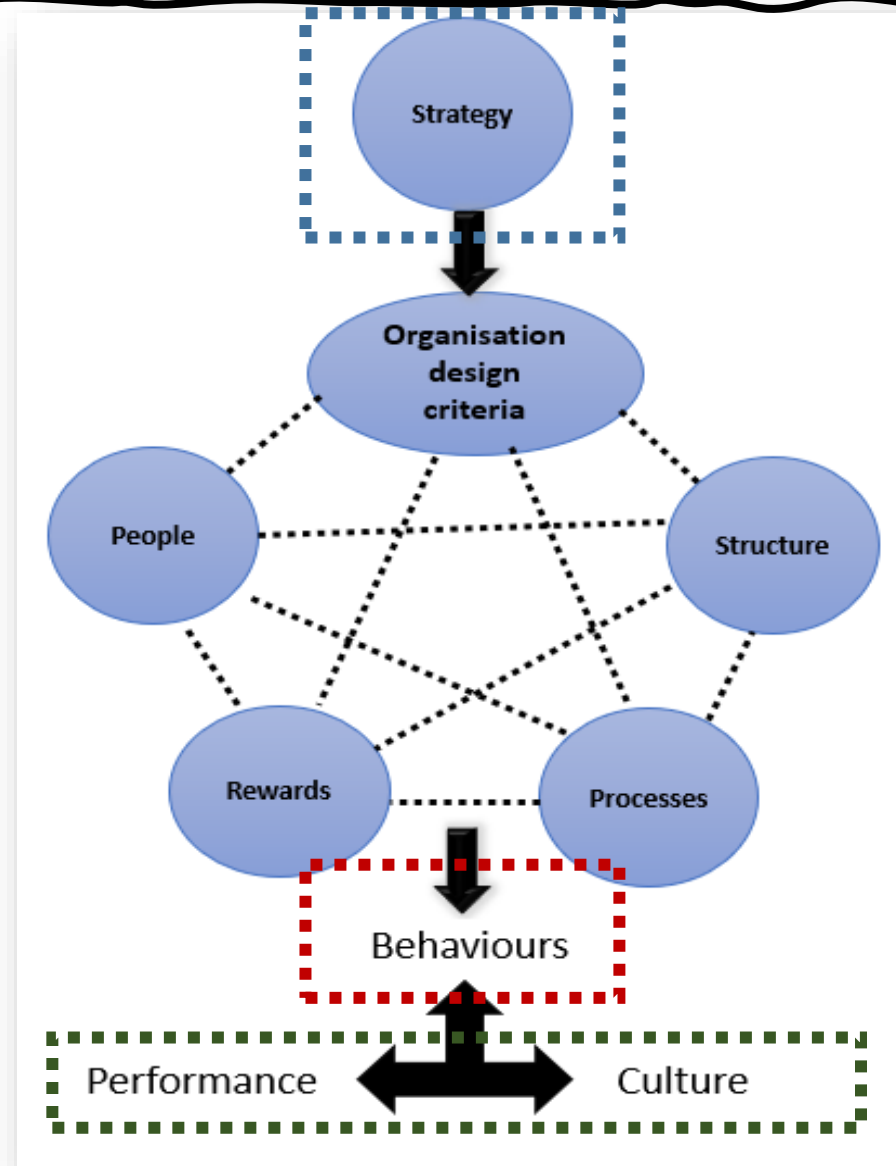 Strategy
Organisation
design
criteria
People
Structure
Rewards
Processes
Behaviours
Performance
Culture